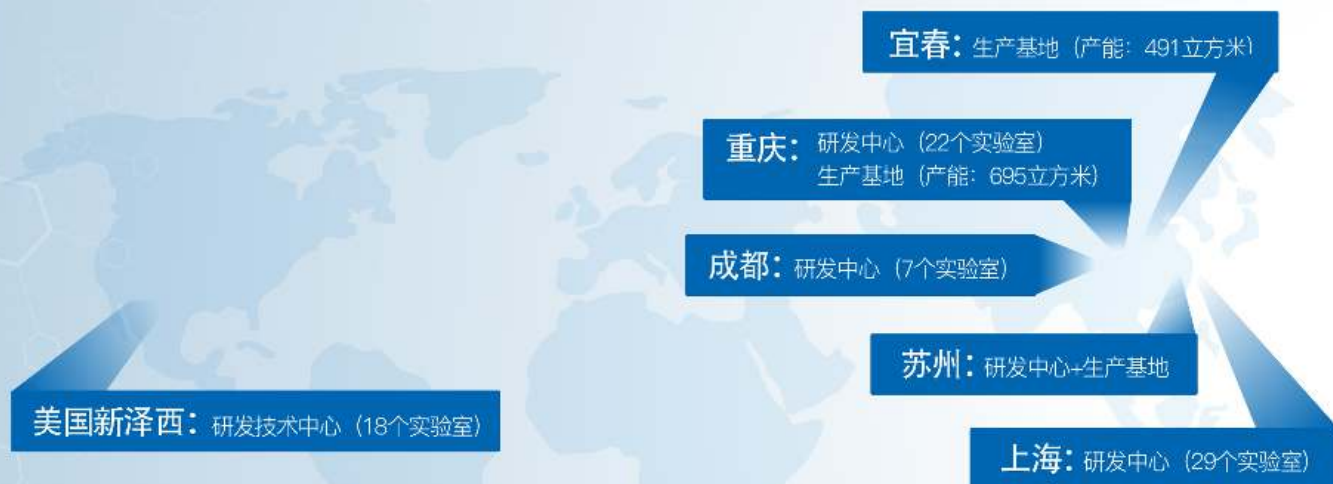 宜春：生产基地（产能：491立方米）
重庆：研发中心（22个实验室）
生产基地（产能：695立方米）
成都：研发中心（7个实验室）
苏州：研发中心+生产基地
美国新泽西：研发技术中心（18个实验室）
上海：研发中心（29个实验室）